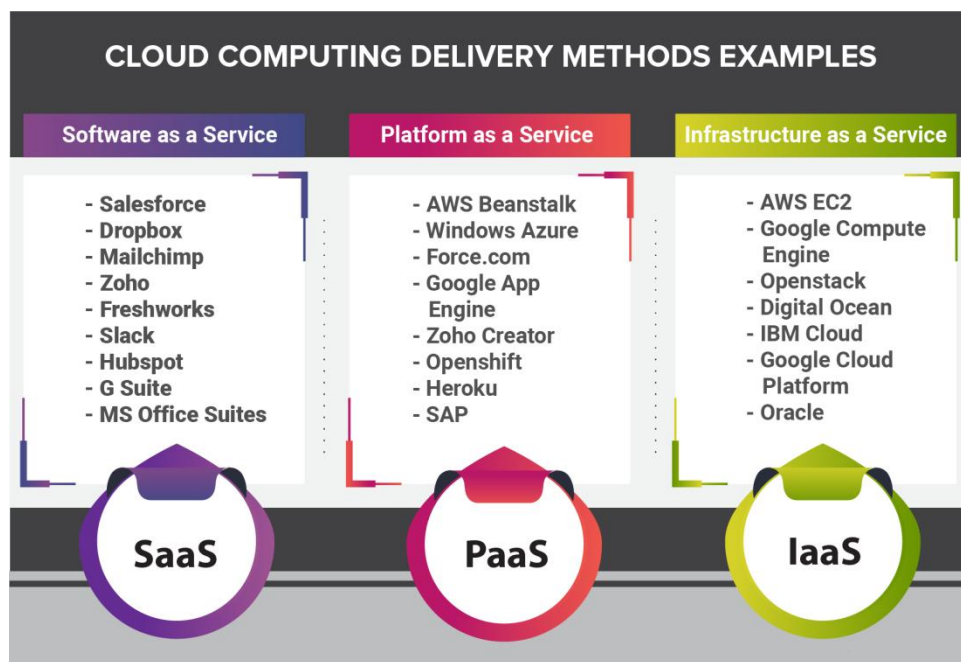 CLOUD COMPUTING DELIVERY METHODS EXAMPLES
Software as a Service
- Salesforce
- Dropbox
- Mailchimp
- Zoho
- Freshworks
- Slack
- Hubspot
- G Suite
- MS Office Suites
SaaS
Platform as a Service
- AWS Beanstalk
- Windows Azure
- Force.com
- Google App
Engine
- Zoho Creator
- Openshift
- Heroku
- SAP
PaaS
Infrastructure as a Service
- AWS EC2
- Google Compute
Engine
- Openstack
- Digital Ocean
- IBM Cloud
- Google Cloud
Platform
- Oracle
IaaS